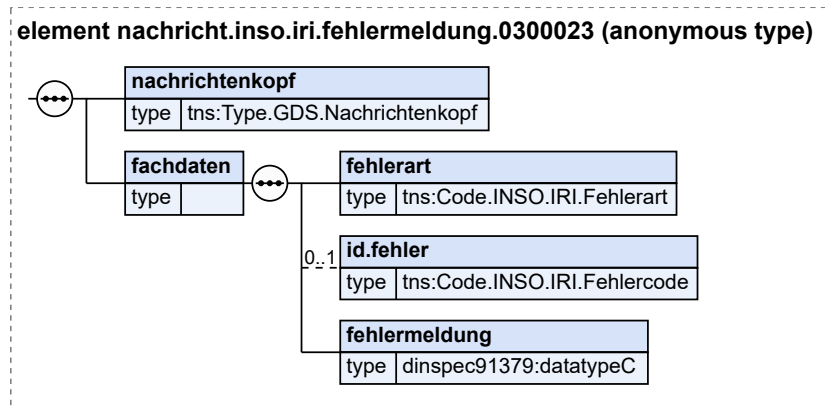 element nachricht.inso.iri.fehlermeldung.0300023 (anonymous type)
nachrichtenkopf
type tns:Type.GDS.Nachrichtenkopf
fachdaten
type
fehlerart
type tns:Code.INSO.IRI.Fehlerart
0..1
id.fehler
type tns:Code.INSO.IRI.Fehlercode
fehlermeldung
type dinspec91379:datatypeC